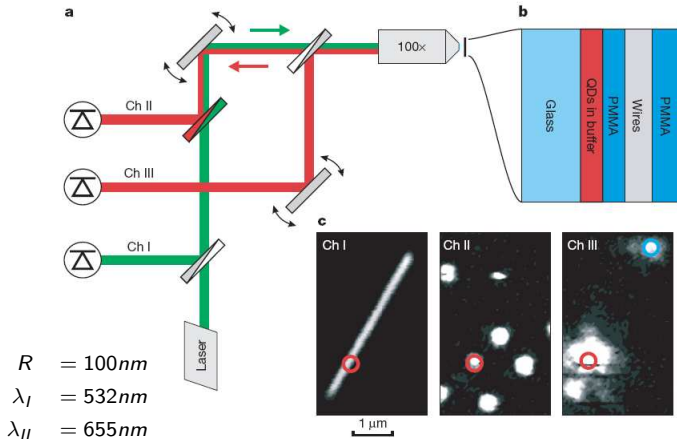 a
b
100×
Ch II
Ch III
Ch I
Laser
Glass
QDs in buffer
PMMA
Wires
PMMA
c
Ch I
Ch II
Ch III
1 μm
R = 100nm
λI = 532nm
λII = 655nm